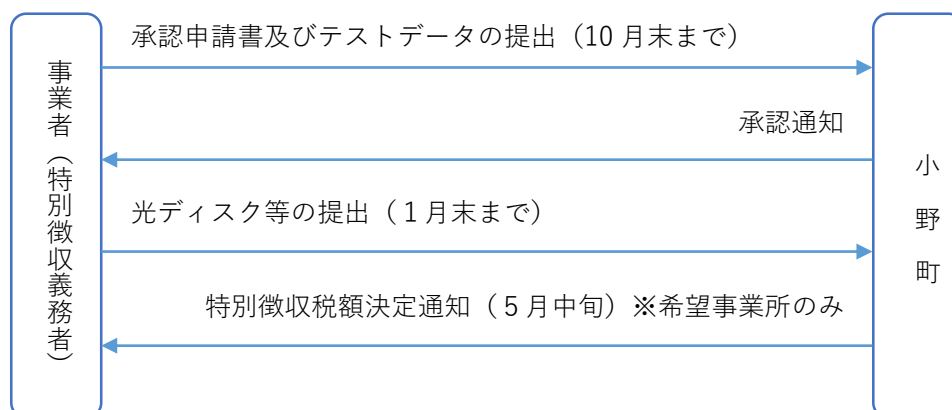 事業者（特別徴収義務者）
承認申請書及びテストデータの提出（10 月末まで）
承認通知
光ディスク等の提出（１月末まで）
特別徴収税額決定通知（５月中旬）※希望事業所のみ
小野町